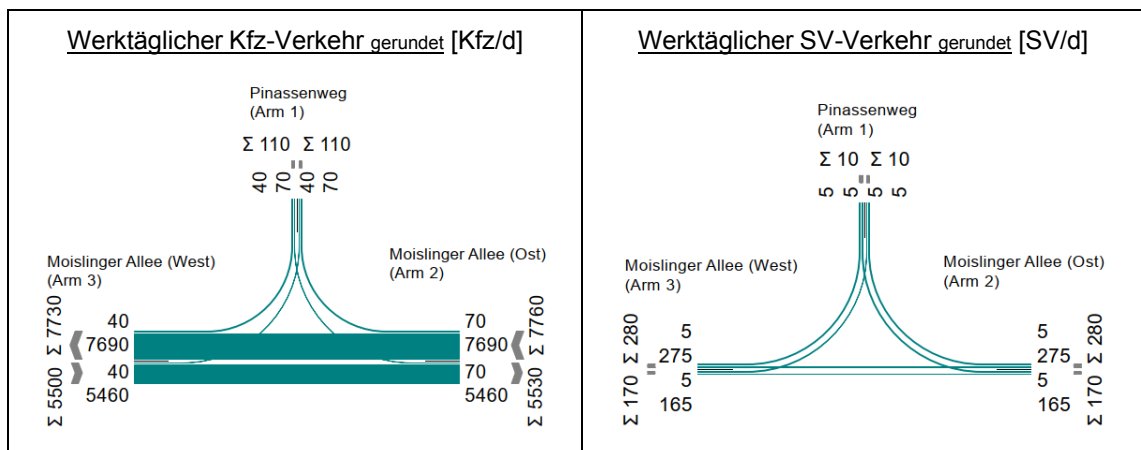 Werktäglicher Kfz-Verkehr gerundet [Kfz/d]
Pinassenweg
(Arm 1)
Σ 110 Σ 110
40 70 40 70
Moislinger Allee (West)
(Arm 3)
Moislinger Allee (Ost)
(Arm 2)
Σ 7730
40
7690
Σ 5500
40
5460
70
7690
Σ 7760
70
5460
Σ 5530
Werktäglicher SV-Verkehr gerundet [SV/d]
Pinassenweg
(Arm 1)
Σ 10 Σ 10
5 5 5 5
Moislinger Allee (West)
(Arm 3)
Moislinger Allee (Ost)
(Arm 2)
Σ 280
5
275
Σ 170
5
165
5
275
Σ 280
5
165
Σ 170